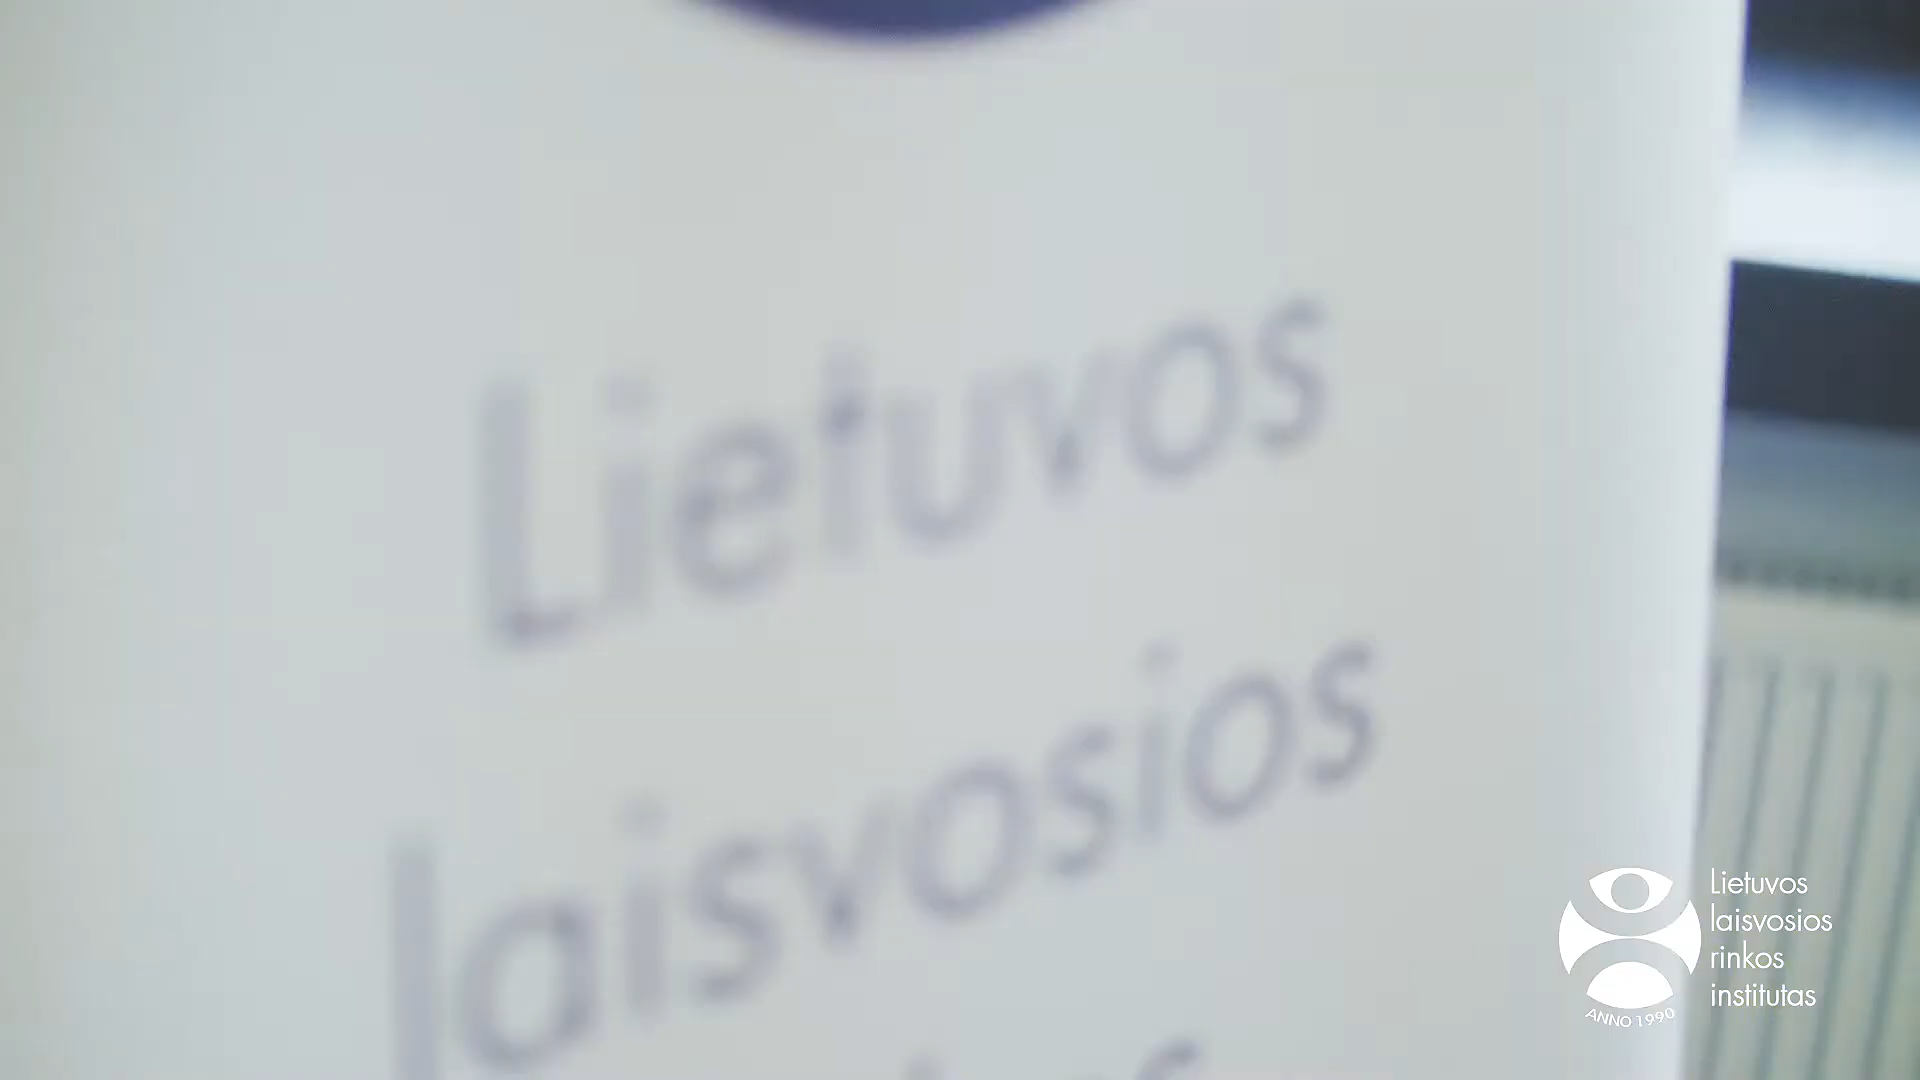 Lietuvos
laisvosios
Lietuvos
laisvosios
rinkos
institutas
ANNO 1990